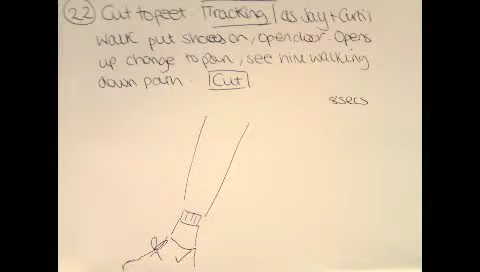 22 Cut to feet. Tracking as Jay + Curtis
walk put shoes on, open door. Opens
up change to pan, see him walking
down path. Cut
8secs